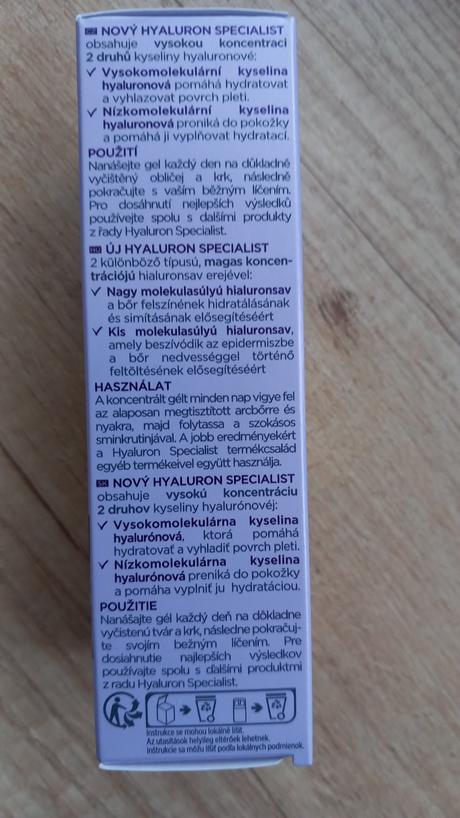 CZ NOVÝ HYALURON SPECIALIST
obsahuje vysokou koncentraci
2 druhů kyseliny hyaluronové:
✓ Vysokomolekulární kyselina
hyaluronová pomáhá hydratovat
a vyhlazovat povrch pleti.
✓ Nízkomolekulární kyselina
hyaluronová proniká do pokožky
a pomáhá ji vyplňovat hydratací.
POUŽITÍ
Nanášejte gel každý den na důkladně
vyčištěný obličej a krk, následně
pokračujte s vaším běžným líčením.
Pro dosáhnutí nejlepších výsledků
používejte spolu s dalšími produkty
z řady Hyaluron Specialist.
HU ÚJ HYALURON SPECIALIST
2 különböző típusú, magas koncen-
trációjú hialuronsav erejével:
✓ Nagy molekulasúlyú hialuronsav
a bőr felszínének hidratálásának
és simításának elősegítéséért
✓ Kis molekulasúlyú hialuronsav,
amely beszívódik az epidermiszbe
a bőr nedvességgel történő
feltöltésének elősegítéséért
HASZNÁLAT
A koncentrált gélt minden nap vigye fel
az alaposan megtisztított arcbőrre és
nyakra, majd folytassa a szokásos
sminkrutinjával. A jobb eredményekért
a Hyaluron Specialist termékcsalád
egyéb termékeivel együtt használja.
SK NOVÝ HYALURON SPECIALIST
obsahuje vysokú koncentráciu
2 druhov kyseliny hyalurónovéj:
✓ Vysokomolekulárna kyselina
hyalurónová, ktorá pomáhá
hydratovať a vyhladiť povrch pleti.
✓ Nízkomolekulárna kyselina
hyalurónová preniká do pokožky
a pomáha vyplniť ju hydratáciou.
POUŽITIE
Nanášajte gél každý deň na dôkladne
vyčistenú tvár a krk, následne pokračuj-
te svojím bežným líčením. Pre
dosiahnutie najlepších výsledkov
používajte spolu s ďalšími produktmi
z radu Hyaluron Specialist.
Instrukce se mohou lokálně lišit.
Az utasítások helyileg eltérőek lehetnek.
Inštrukcie sa môžu líšiť podľa lokálnych podmienok.